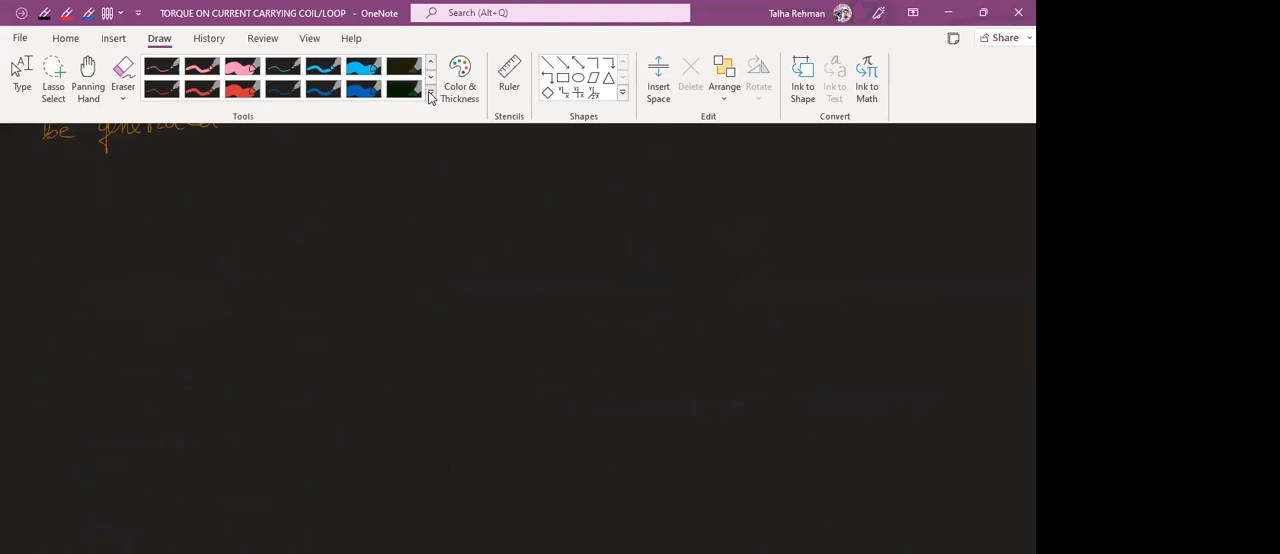 TORQUE ON CURRENT CARRYING COIL/LOOP - OneNote
Search (Alt+Q)
Talha Rehman
File Home Insert Draw History Review View Help
Share
Type
Lasso Select
Panning Hand
Eraser
Color & Thickness
Ruler
Insert Space
Delete
Arrange
Rotate
Ink to Shape
Ink to Text
Ink to Math
Tools
Stencils
Shapes
Edit
Convert
be generated